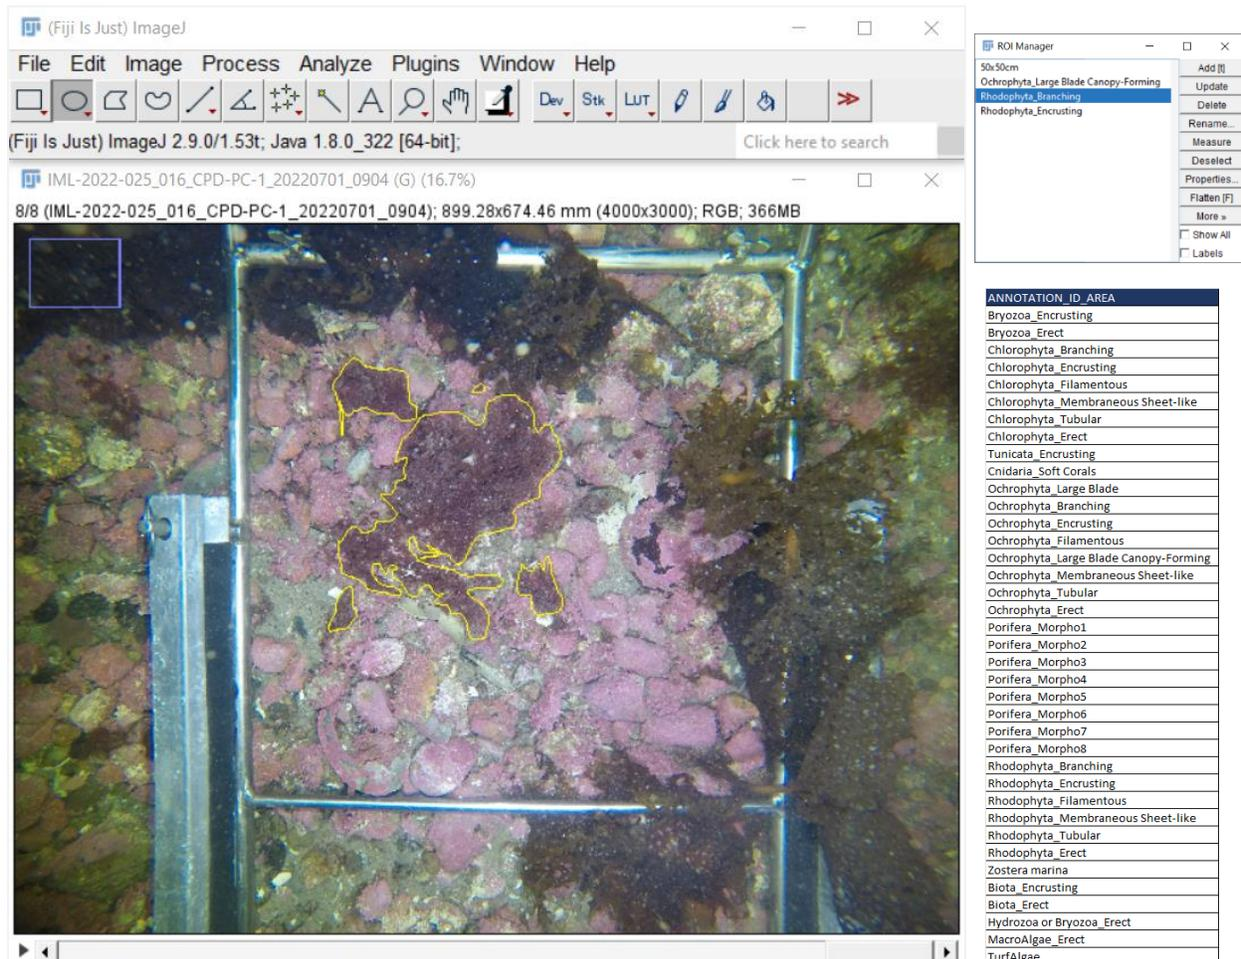 (Fiji Is Just) ImageJ
File Edit Image Process Analyze Plugins Window Help
Dev Stk LUT
(Fiji Is Just) ImageJ 2.9.0/1.53t; Java 1.8.0_322 [64-bit];
Click here to search
IML-2022-025_016_CPD-PC-1_20220701_0904 (G) (16.7%)
8/8 (IML-2022-025_016_CPD-PC-1_20220701_0904); 899.28x674.46 mm (4000x3000); RGB; 366MB
ROI Manager
50x50cm
Ochrophyta_Large Blade Canopy-Forming
Rhodophyta_Branching
Rhodophyta_Encrusting
Add [t]
Update
Delete
Rename...
Measure
Deselect
Properties...
Flatten [F]
More »
Show All
Labels
ANNOTATION_ID_AREA
Bryozoa_Encrusting
Bryozoa_Erect
Chlorophyta_Branching
Chlorophyta_Encrusting
Chlorophyta_Filamentous
Chlorophyta_Membraneous Sheet-like
Chlorophyta_Tubular
Chlorophyta_Erect
Tunicata_Encrusting
Cnidaria_Soft Corals
Ochrophyta_Large Blade
Ochrophyta_Branching
Ochrophyta_Encrusting
Ochrophyta_Filamentous
Ochrophyta_Large Blade Canopy-Forming
Ochrophyta_Membraneous Sheet-like
Ochrophyta_Tubular
Ochrophyta_Erect
Porifera_Morpho1
Porifera_Morpho2
Porifera_Morpho3
Porifera_Morpho4
Porifera_Morpho5
Porifera_Morpho6
Porifera_Morpho7
Porifera_Morpho8
Rhodophyta_Branching
Rhodophyta_Encrusting
Rhodophyta_Filamentous
Rhodophyta_Membraneous Sheet-like
Rhodophyta_Tubular
Rhodophyta_Erect
Zostera marina
Biota_Encrusting
Biota_Erect
Hydrozoa or Bryozoa_Erect
MacroAlgae_Erect
TurfAlgae